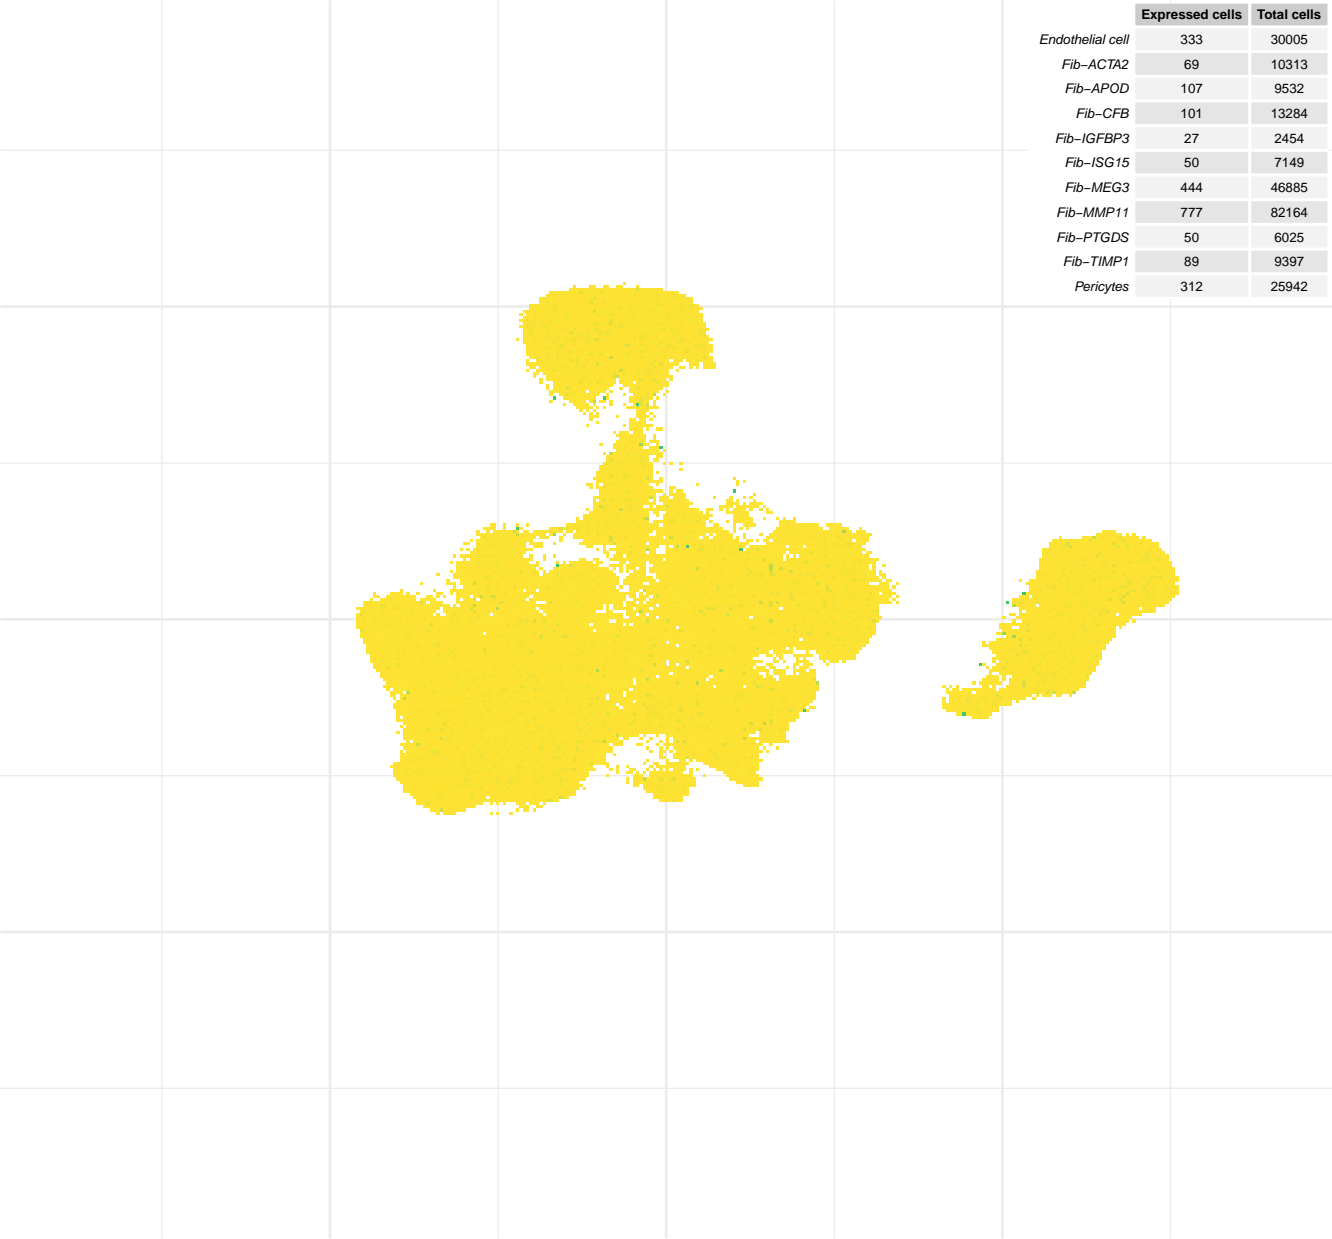 Expressed cells Total cells
Endothelial cell 333 30005
Fib−ACTA2 69 10313
Fib−APOD 107 9532
Fib−CFB 101 13284
Fib−IGFBP3 27 2454
Fib−ISG15 50 7149
Fib−MEG3 444 46885
Fib−MMP11 777 82164
Fib−PTGDS 50 6025
Fib−TIMP1 89 9397
Pericytes 312 25942